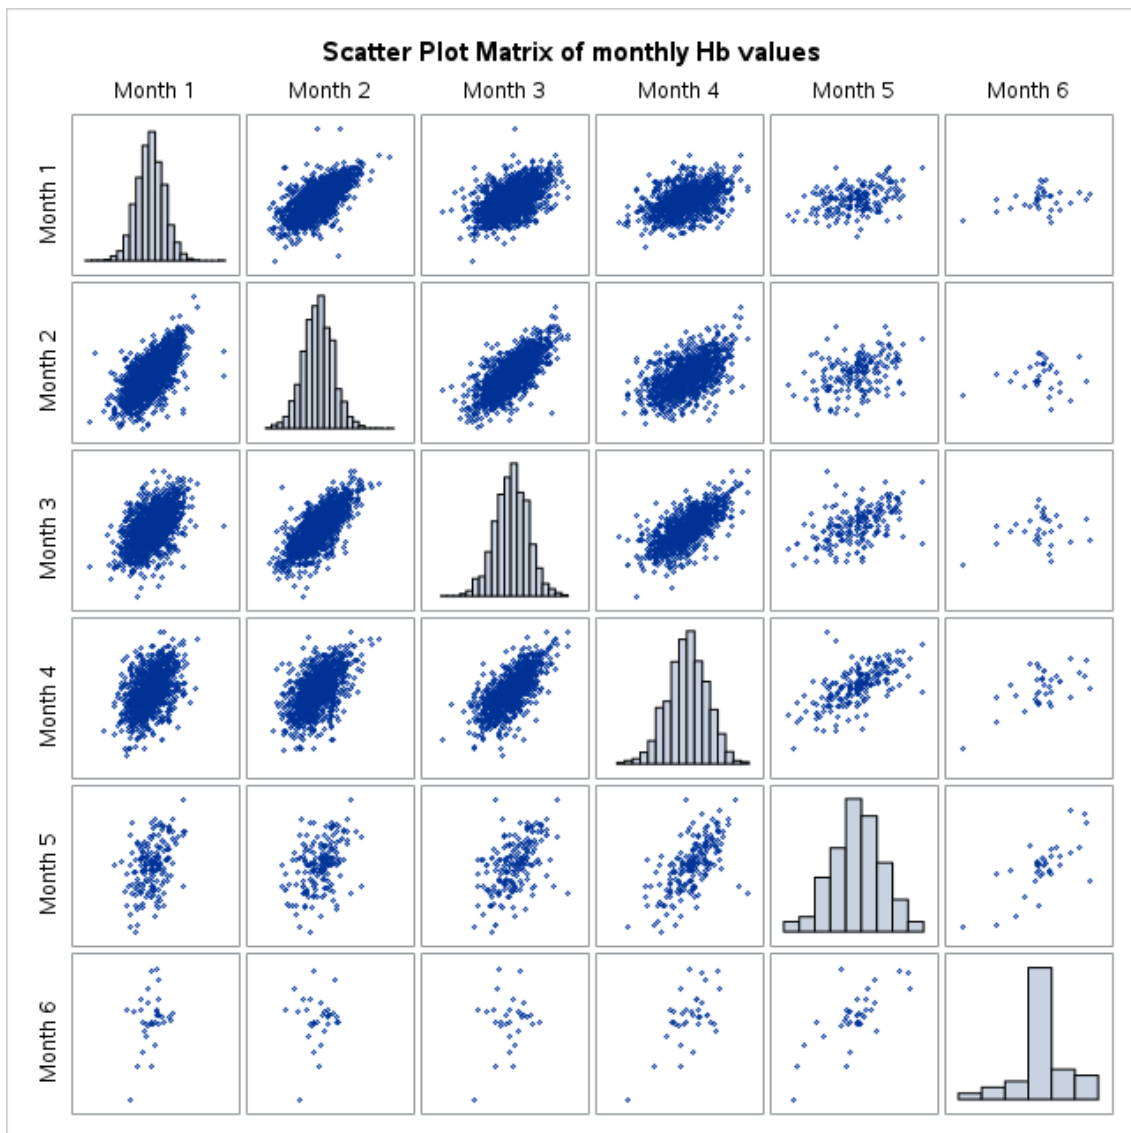 Scatter Plot Matrix of monthly Hb values
Month 1 Month 2 Month 3 Month 4 Month 5 Month 6
Month 1
Month 2
Month 3
Month 4
Month 5
Month 6